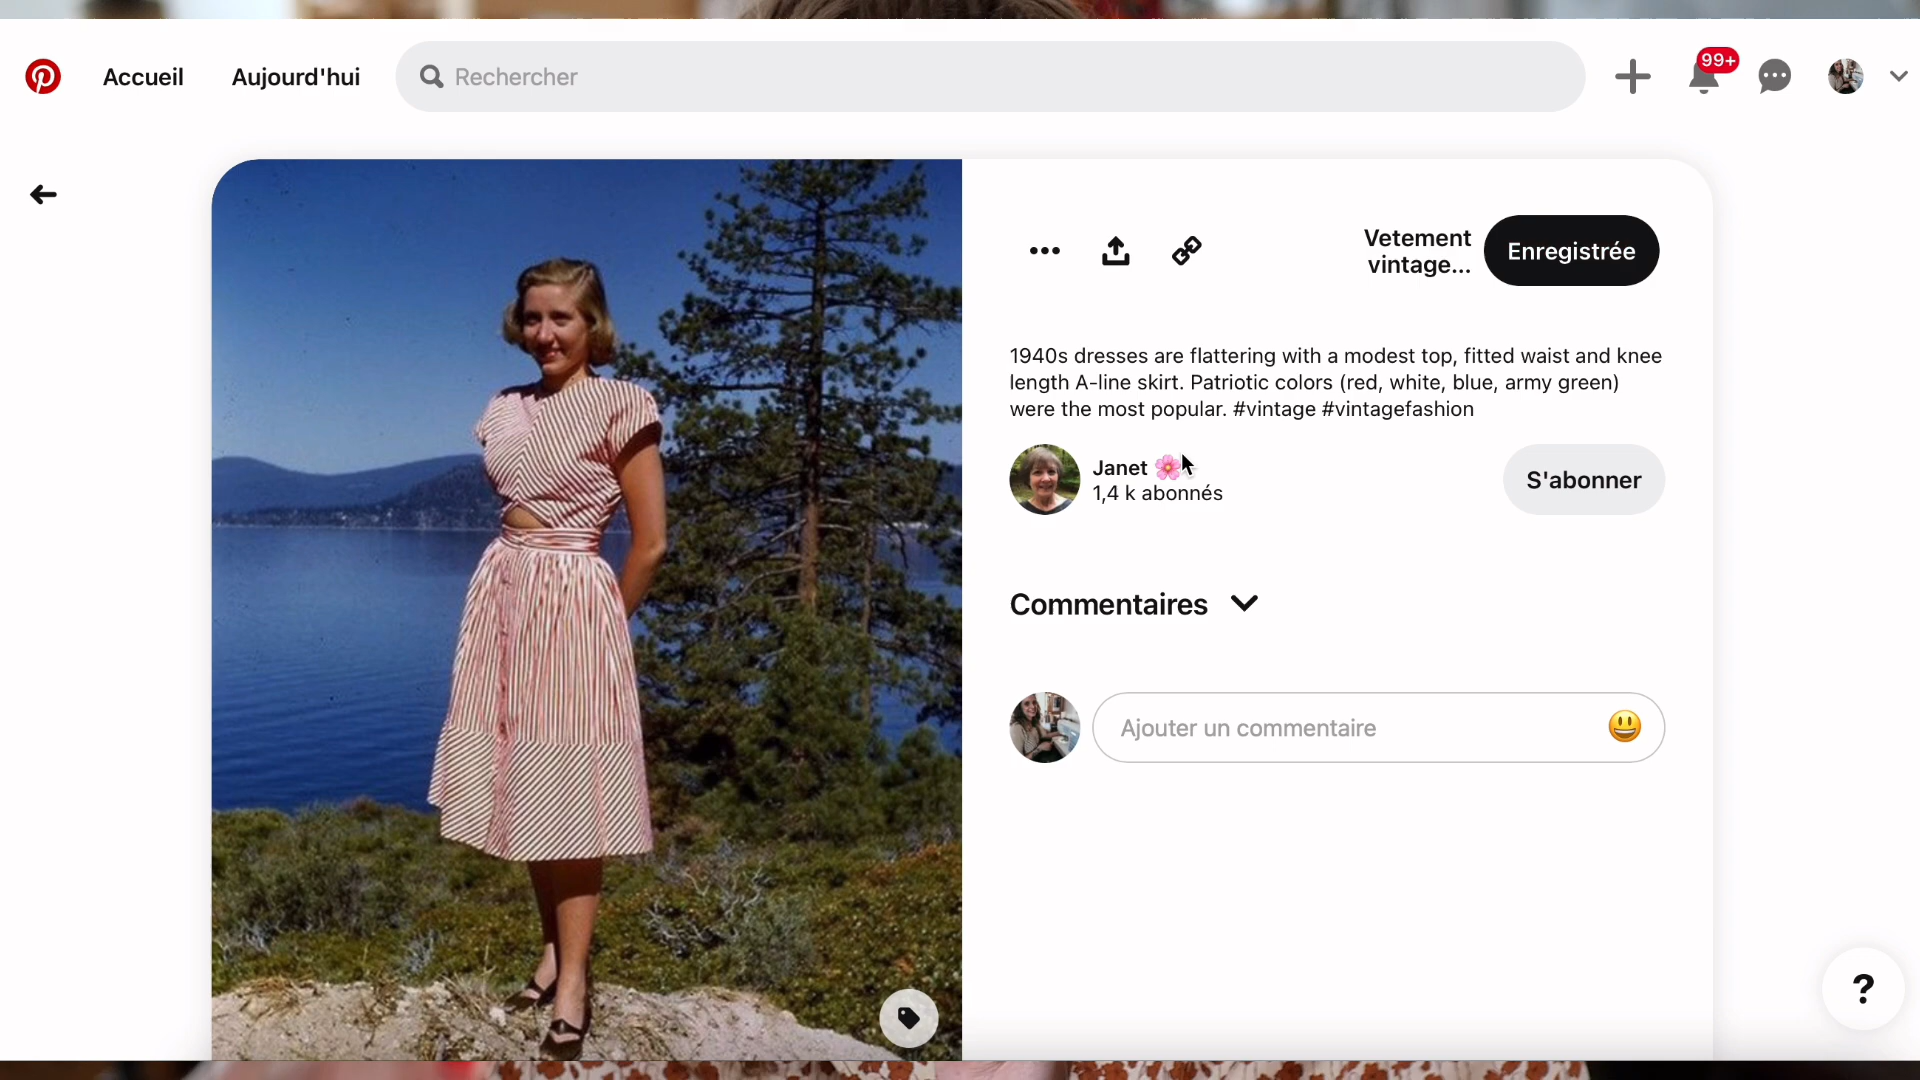 Accueil
Aujourd'hui
Rechercher
99+
Vetement
vintage...
Enregistrée
1940s dresses are flattering with a modest top, fitted waist and knee
length A-line skirt. Patriotic colors (red, white, blue, army green)
were the most popular. #vintage #vintagefashion
Janet 🌸
1,4 k abonnés
S'abonner
Commentaires
Ajouter un commentaire
?